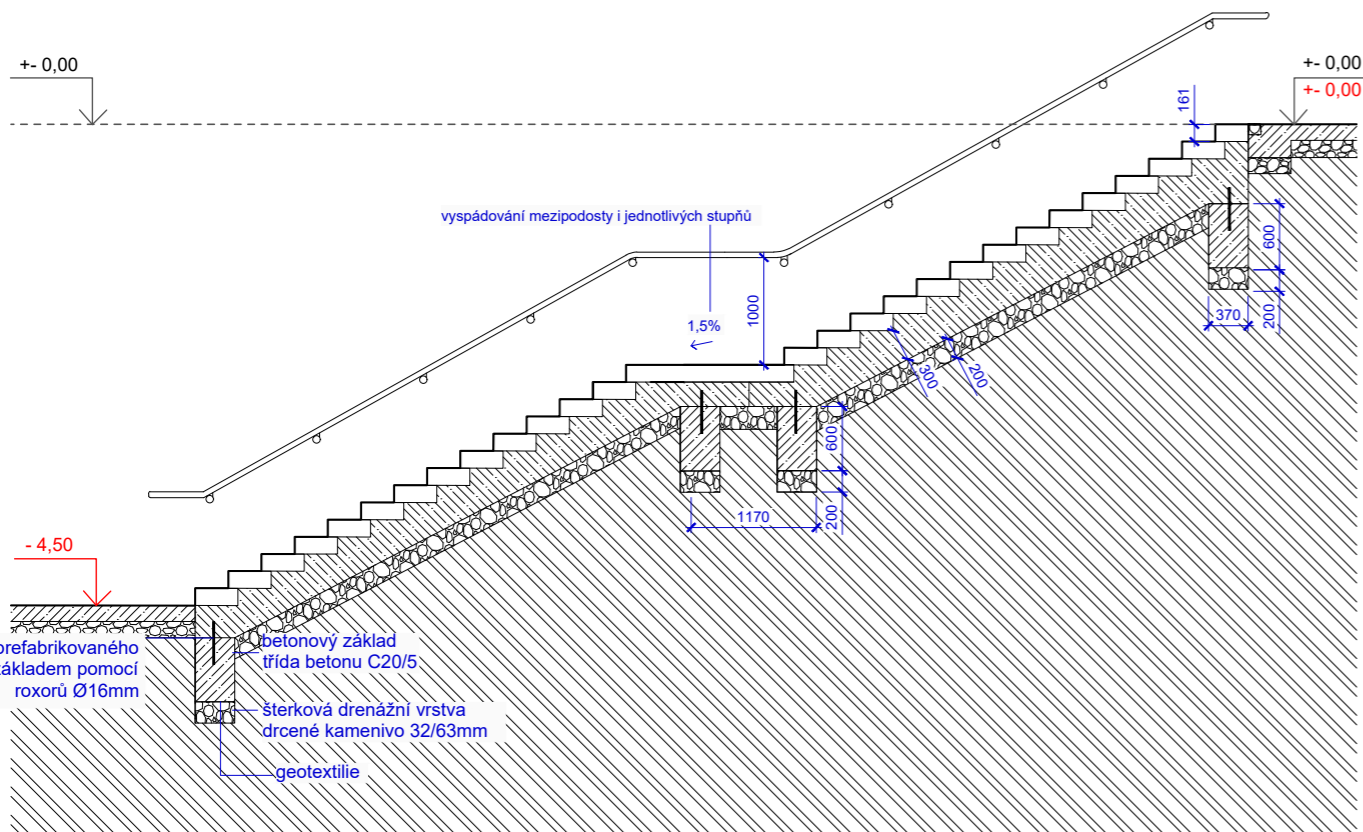 +- 0,00
+- 0,00
+- 0,00
161
vyspádování mezipodosty i jednotlivých stupňů
1000
1,5%
600
200
370
300
200
600
200
1170
- 4,50
prefabrikovaného
základem pomocí
roxorů Ø16mm
betonový základ
třída betonu C20/5
šterková drenážní vrstva
drcené kamenivo 32/63mm
geotextilie